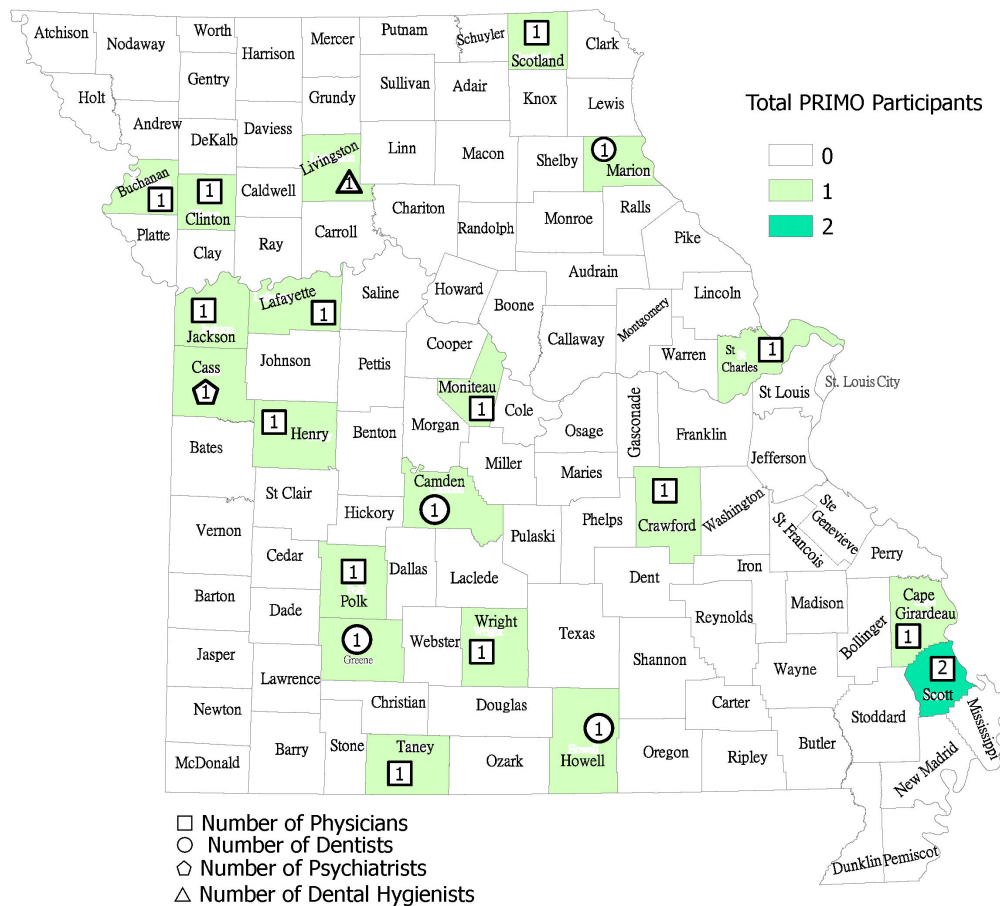 Atchison
Nodaway
Worth
Harrison
Mercer
Putnam
Schuyler
1
Scotland
Clark
Holt
Gentry
Grundy
Sullivan
Adair
Knox
Lewis
Total PRIMO Participants
0
1
2
Andrew
DeKalb
Daviess
Livingston
1
Linn
Macon
Shelby
1
Marion
Buchanan
1
1
Clinton
Caldwell
Chariton
Randolph
Monroe
Ralls
Platte
Clay
Ray
Carroll
Pike
Audrain
Lafayette
1
Saline
Howard
Boone
Lincoln
1
Jackson
Montgomery
Callaway
Warren
St
Charles
1
Johnson
Cooper
Cass
1
Pettis
Moniteau
1
Cole
St. Louis
St. Louis City
1
Henry
Benton
Morgan
Osage
Gasconade
Franklin
Bates
Jefferson
Miller
Maries
Camden
1
St Clair
Hickory
1
Crawford
Washington
Ste
Genevieve
St Francois
Vernon
Phelps
Pulaski
Perry
Cedar
1
Polk
Dallas
Laclede
Dent
Iron
Barton
Dade
Madison
Cape
Girardeau
1
Bollinger
Reynolds
Wright
1
Texas
Webster
1
Greene
Jasper
Shannon
Wayne
2
Scott
Lawrence
Newton
Christian
Douglas
Carter
Stoddard
Mississippi
1
Howell
McDonald
Barry
Stone
Taney
1
Ozark
Oregon
Ripley
Butler
New Madrid
Dunklin
Pemiscot
Number of Physicians
Number of Dentists
Number of Psychiatrists
Number of Dental Hygienists